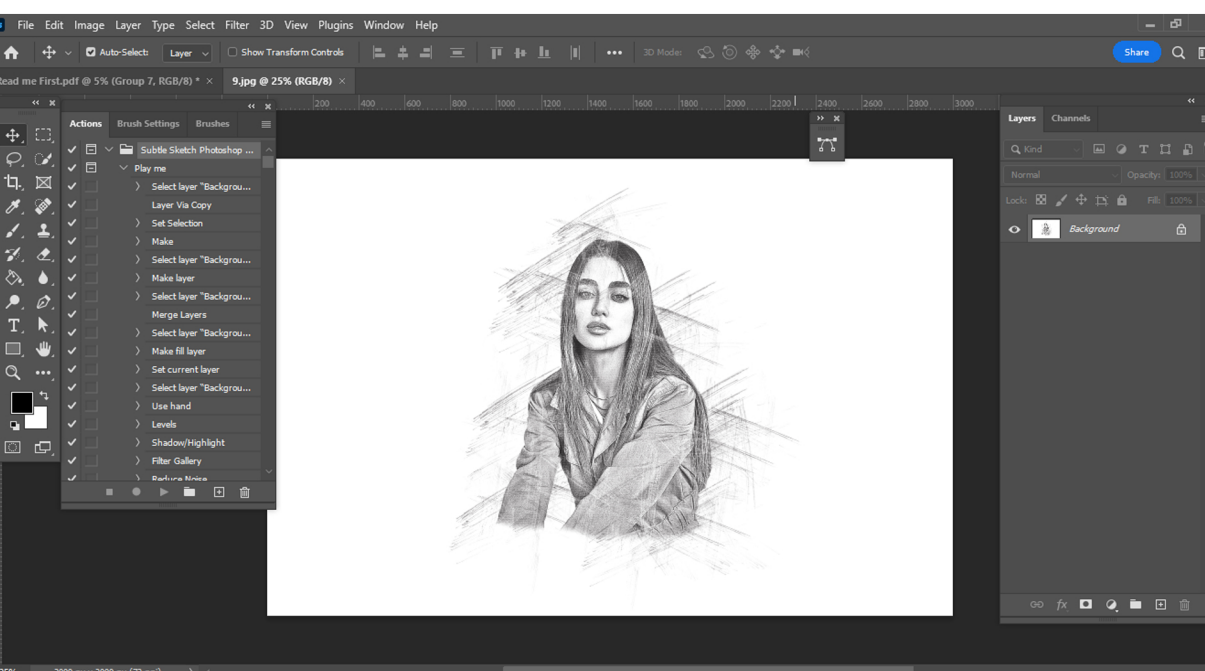 File Edit Image Layer Type Select Filter 3D View Plugins Window Help
Auto-Select: Layer Show Transform Controls 3D Mode: Share
ead me First.pdf @ 5% (Group 7, RGB/8) * × 9.jpg @ 25% (RGB/8) ×
200 400 600 800 1000 1200 1400 1600 1800 2000 2200 2400 2600 2800 3000
Actions Brush Settings Brushes
Subtle Sketch Photoshop ...
Play me
Select layer "Backgrou...
Layer Via Copy
Set Selection
Make
Select layer "Backgrou...
Make layer
Select layer "Backgrou...
Merge Layers
Select layer "Backgrou...
Make fill layer
Set current layer
Select layer "Backgrou...
Use hand
Levels
Shadow/Highlight
Filter Gallery
Reduce Noise
Layers Channels
Kind
Normal Opacity: 100%
Lock: Fill: 100%
Background